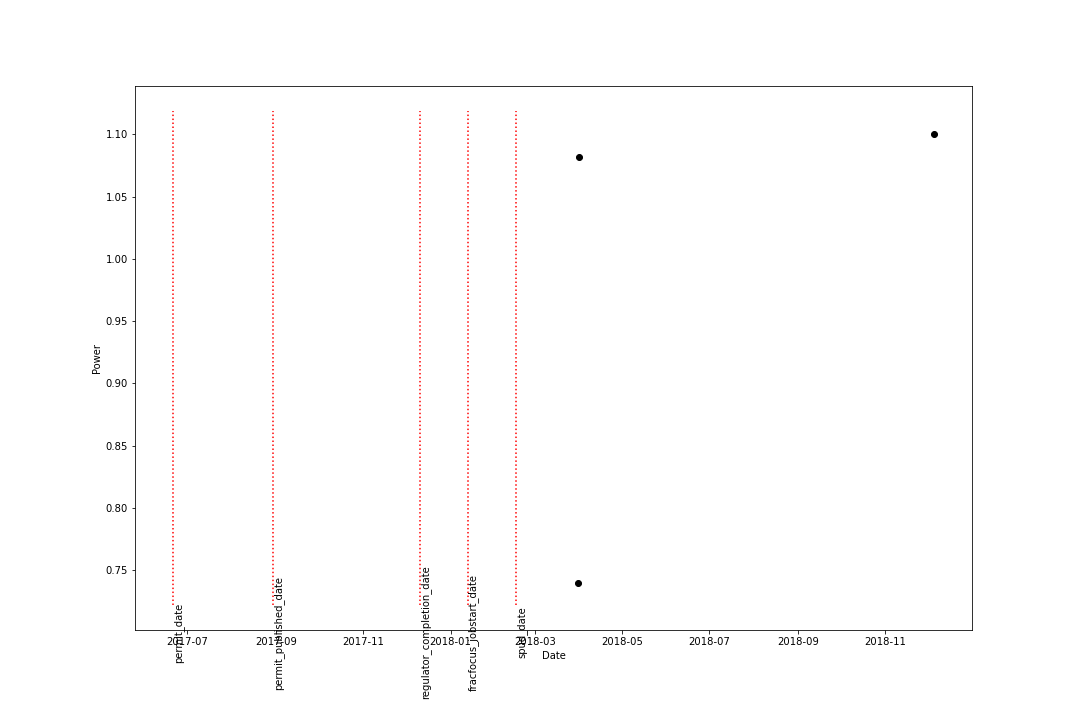 1.10
1.05
1.00
0.95
0.90
0.85
0.80
0.75
Power
permit_date
permit_published_date
regulator_completion_date
fracfocus_jobstart_date
spud_date
2017-07
2017-09
2017-11
2018-01
2018-03
2018-05
2018-07
2018-09
2018-11
Date